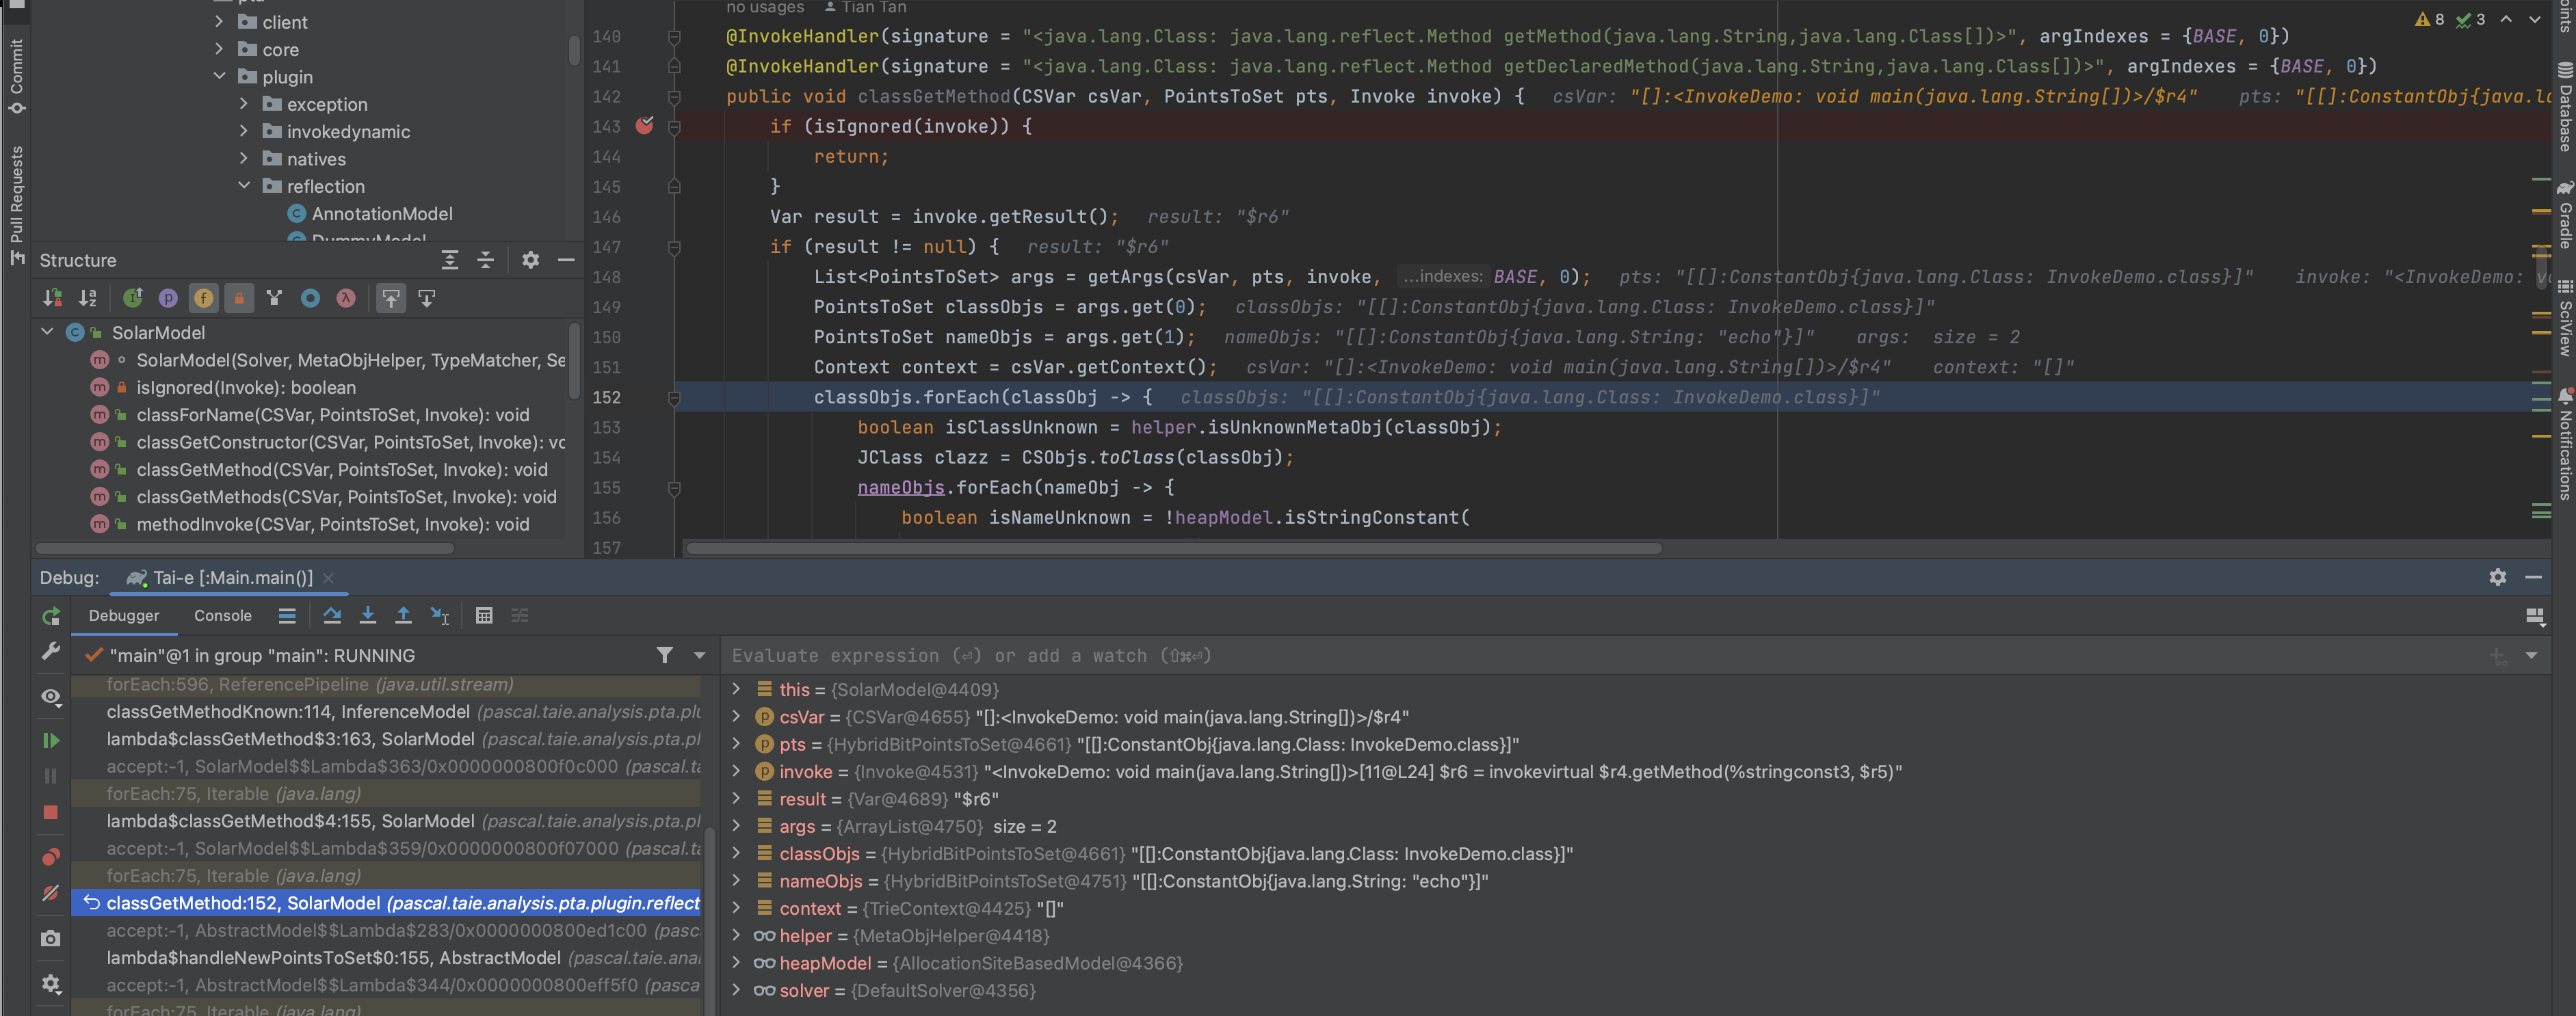 Commit
Pull Requests
client
core
plugin
exception
invokedynamic
natives
reflection
AnnotationModel
DummyModel
Structure
SolarModel
SolarModel(Solver, MetaObjHelper, TypeMatcher, Se
isIgnored(Invoke): boolean
classForName(CSVar, PointsToSet, Invoke): void
classGetConstructor(CSVar, PointsToSet, Invoke): vo
classGetMethod(CSVar, PointsToSet, Invoke): void
classGetMethods(CSVar, PointsToSet, Invoke): void
methodInvoke(CSVar, PointsToSet, Invoke): void
no usages Tian Tan
8 3
140 @InvokeHandler(signature = "<java.lang.Class: java.lang.reflect.Method getMethod(java.lang.String,java.lang.Class[])>", argIndexes = {BASE, 0})
141 @InvokeHandler(signature = "<java.lang.Class: java.lang.reflect.Method getDeclaredMethod(java.lang.String,java.lang.Class[])>", argIndexes = {BASE, 0})
142 public void classGetMethod(CSVar csVar, PointsToSet pts, Invoke invoke) { csVar: "[]:<InvokeDemo: void main(java.lang.String[])>/$r4" pts: "[[]:ConstantObj{java.la
143 if (isIgnored(invoke)) {
144 return;
145 }
146 Var result = invoke.getResult(); result: "$r6"
147 if (result != null) { result: "$r6"
148 List<PointsToSet> args = getArgs(csVar, pts, invoke, ...indexes: BASE, 0); pts: "[[]:ConstantObj{java.lang.Class: InvokeDemo.class}]" invoke: "<InvokeDemo: v
149 PointsToSet classObjs = args.get(0); classObjs: "[[]:ConstantObj{java.lang.Class: InvokeDemo.class}]"
150 PointsToSet nameObjs = args.get(1); nameObjs: "[[]:ConstantObj{java.lang.String: "echo"}]" args: size = 2
151 Context context = csVar.getContext(); csVar: "[]:<InvokeDemo: void main(java.lang.String[])>/$r4" context: "[]"
152 classObjs.forEach(classObj -> { classObjs: "[[]:ConstantObj{java.lang.Class: InvokeDemo.class}]"
153 boolean isClassUnknown = helper.isUnknownMetaObj(classObj);
154 JClass clazz = CSObjs.toClass(classObj);
155 nameObjs.forEach(nameObj -> {
156 boolean isNameUnknown = !heapModel.isStringConstant(
157
Database
Gradle
SciView
Notifications
Debug: Tai-e [:Main.main()]
Debugger Console
"main"@1 in group "main": RUNNING
forEach:596, ReferencePipeline (java.util.stream)
classGetMethodKnown:114, InferenceModel (pascal.taie.analysis.pta.plu
lambda$classGetMethod$3:163, SolarModel (pascal.taie.analysis.pta.pl
accept:-1, SolarModel$$Lambda$363/0x0000000800f0c000 (pascal.ta
forEach:75, Iterable (java.lang)
lambda$classGetMethod$4:155, SolarModel (pascal.taie.analysis.pta.pl
accept:-1, SolarModel$$Lambda$359/0x0000000800f07000 (pascal.ta
forEach:75, Iterable (java.lang)
classGetMethod:152, SolarModel (pascal.taie.analysis.pta.plugin.reflect
accept:-1, AbstractModel$$Lambda$283/0x0000000800ed1c00 (pasc
lambda$handleNewPointsToSet$0:155, AbstractModel (pascal.taie.anal
accept:-1, AbstractModel$$Lambda$344/0x0000000800eff5f0 (pasca
forEach:75, Iterable (java.lang)
Evaluate expression (⏎) or add a watch (⇧⌘⏎)
this = {SolarModel@4409}
csVar = {CSVar@4655} "[]:<InvokeDemo: void main(java.lang.String[])>/$r4"
pts = {HybridBitPointsToSet@4661} "[[]:ConstantObj{java.lang.Class: InvokeDemo.class}]"
invoke = {Invoke@4531} "<InvokeDemo: void main(java.lang.String[])>[11@L24] $r6 = invokevirtual $r4.getMethod(%stringconst3, $r5)"
result = {Var@4689} "$r6"
args = {ArrayList@4750} size = 2
classObjs = {HybridBitPointsToSet@4661} "[[]:ConstantObj{java.lang.Class: InvokeDemo.class}]"
nameObjs = {HybridBitPointsToSet@4751} "[[]:ConstantObj{java.lang.String: "echo"}]"
context = {TrieContext@4425} "[]"
helper = {MetaObjHelper@4418}
heapModel = {AllocationSiteBasedModel@4366}
solver = {DefaultSolver@4356}